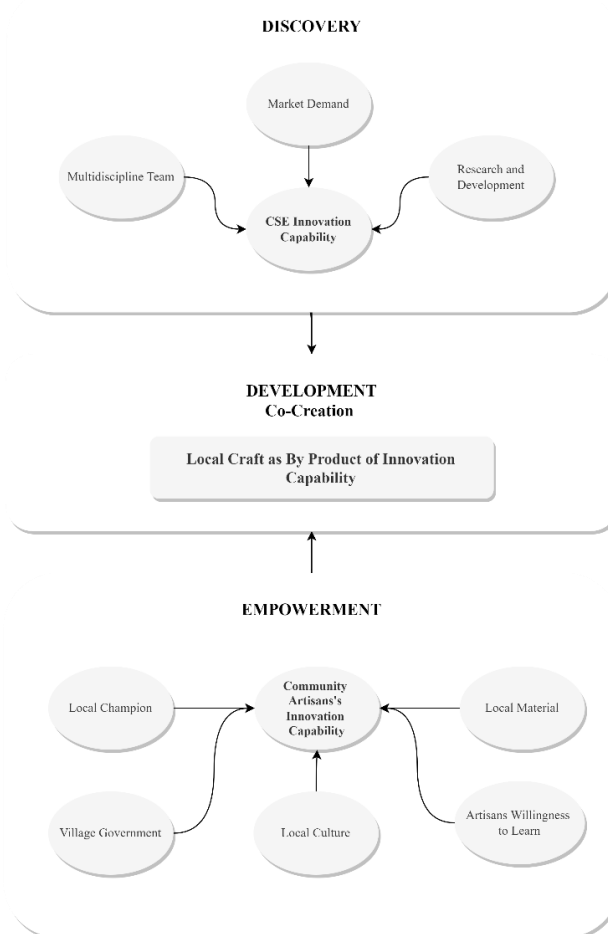 DISCOVERY
Market Demand
Multidiscipline Team
Research and
Development
CSE Innovation
Capability
DEVELOPMENT
Co-Creation
Local Craft as By Product of Innovation
Capability
EMPOWERMENT
Local Champion
Community
Artisans's
Innovation
Capability
Local Material
Village Government
Local Culture
Artisans Willingness
to Learn